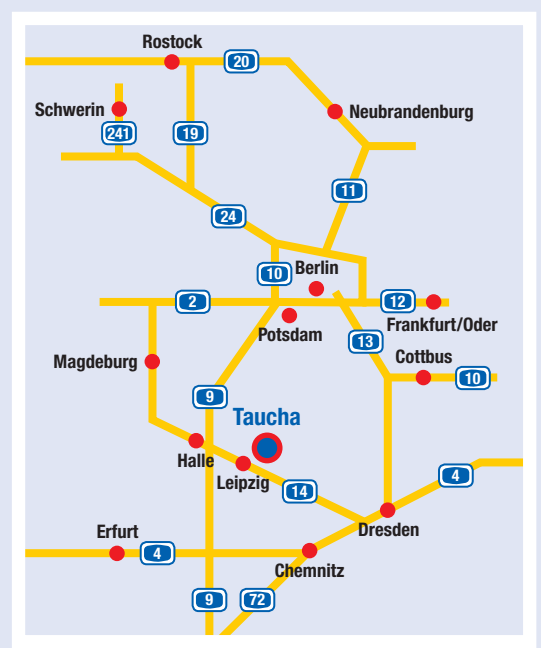 Rostock
20
Schwerin
Neubrandenburg
241
19
11
24
10
Berlin
2
12
Potsdam
Frankfurt/Oder
13
Magdeburg
Cottbus
10
9
Taucha
Halle
Leipzig
4
14
Dresden
Erfurt
4
Chemnitz
9
72